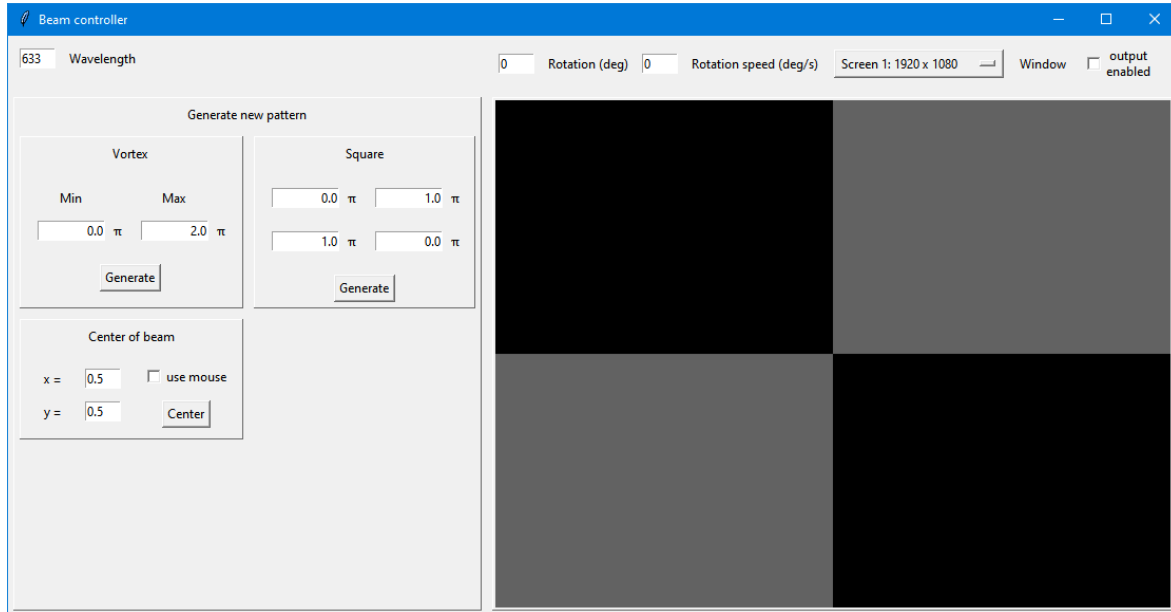 Beam controller
633 Wavelength
0 Rotation (deg) 0 Rotation speed (deg/s) Screen 1: 1920 x 1080 Window output enabled
Generate new pattern
Vortex
Min Max
0.0 π 2.0 π
Generate
Square
0.0 π 1.0 π
1.0 π 0.0 π
Generate
Center of beam
x = 0.5 use mouse
y = 0.5 Center